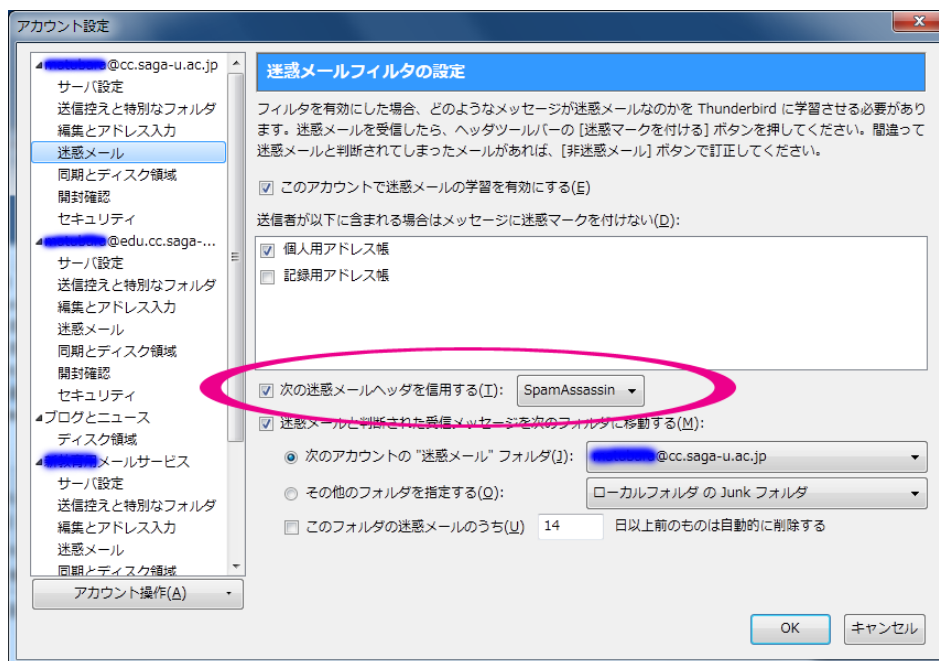 アカウント設定
@cc.saga-u.ac.jp
サーバ設定
送信控えと特別なフォルダ
編集とアドレス入力
迷惑メール
同期とディスク領域
開封確認
セキュリティ
@edu.cc.saga-...
サーバ設定
送信控えと特別なフォルダ
編集とアドレス入力
迷惑メール
同期とディスク領域
開封確認
セキュリティ
ブログとニュース
ディスク領域
メールサービス
サーバ設定
送信控えと特別なフォルダ
編集とアドレス入力
迷惑メール
同期とディスク領域
アカウント操作(A)
迷惑メールフィルタの設定
フィルタを有効にした場合、どのようなメッセージが迷惑メールなのかを Thunderbird に学習させる必要があり
ます。迷惑メールを受信したら、ヘッダツールバーの [迷惑マークを付ける] ボタンを押してください。間違って
迷惑メールと判断されてしまったメールがあれば、[非迷惑メール] ボタンで訂正してください。
このアカウントで迷惑メールの学習を有効にする(E)
送信者が以下に含まれる場合はメッセージに迷惑マークを付けない(D):
個人用アドレス帳
記録用アドレス帳
次の迷惑メールヘッダを信用する(T): SpamAssassin
迷惑メールと判断された受信メッセージを次のフォルダに移動する(M):
次のアカウントの "迷惑メール" フォルダ(J): @cc.saga-u.ac.jp
その他のフォルダを指定する(O): ローカルフォルダ の Junk フォルダ
このフォルダの迷惑メールのうち(U) 14 日以上前のものは自動的に削除する
OK キャンセル